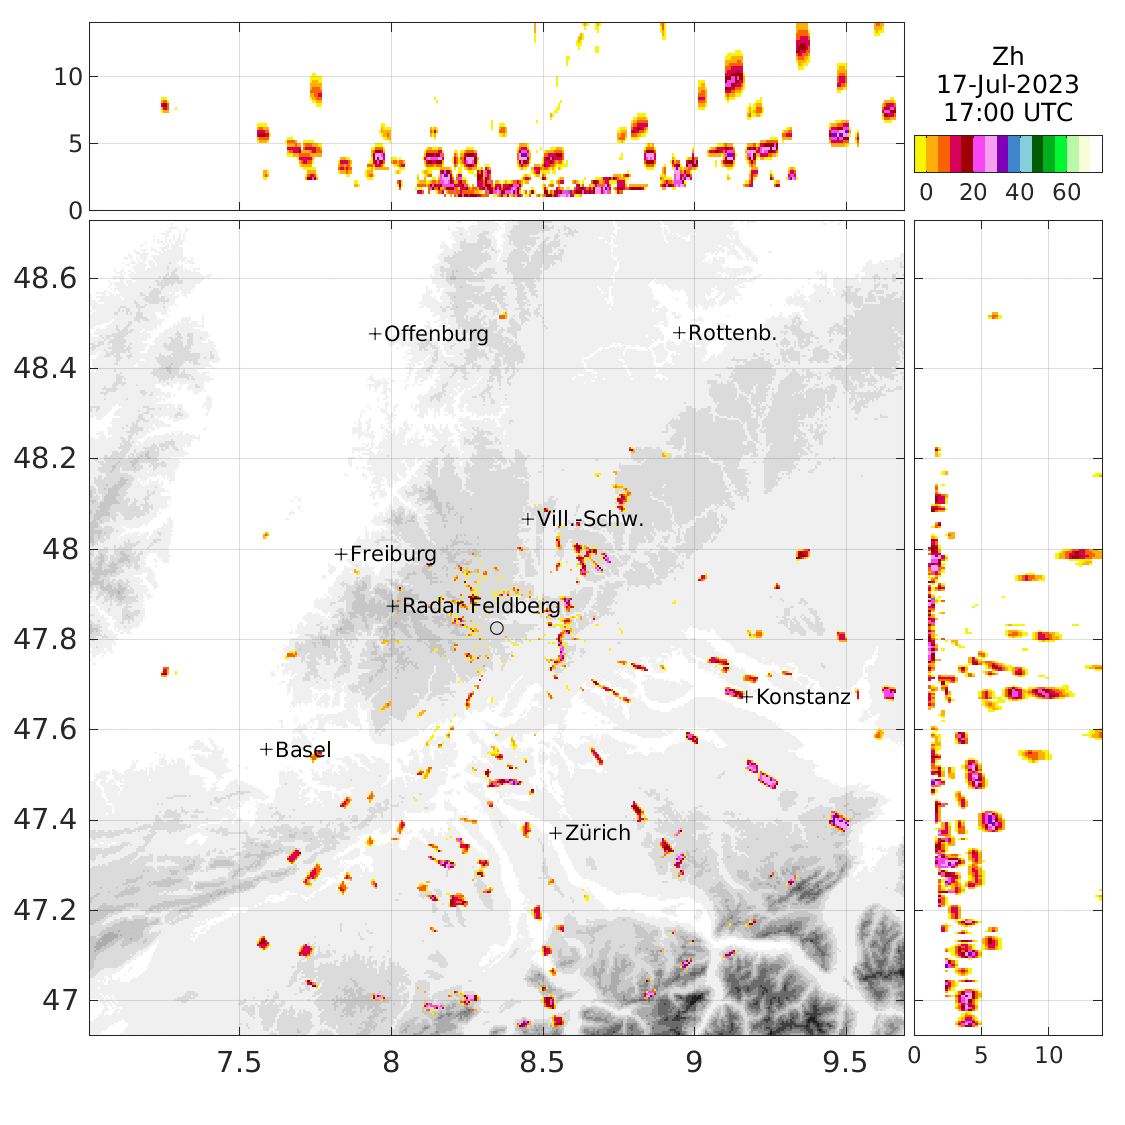 Zh
17-Jul-2023
17:00 UTC
0 20 40 60
10
5
0
48.6
48.4
48.2
48
47.8
47.6
47.4
47.2
47
+Offenburg
+Rottenb.
+Vill.-Schw.
+Freiburg
+Radar Feldberg
+Konstanz
+Basel
+Zürich
7.5 8 8.5 9 9.5
0 5 10